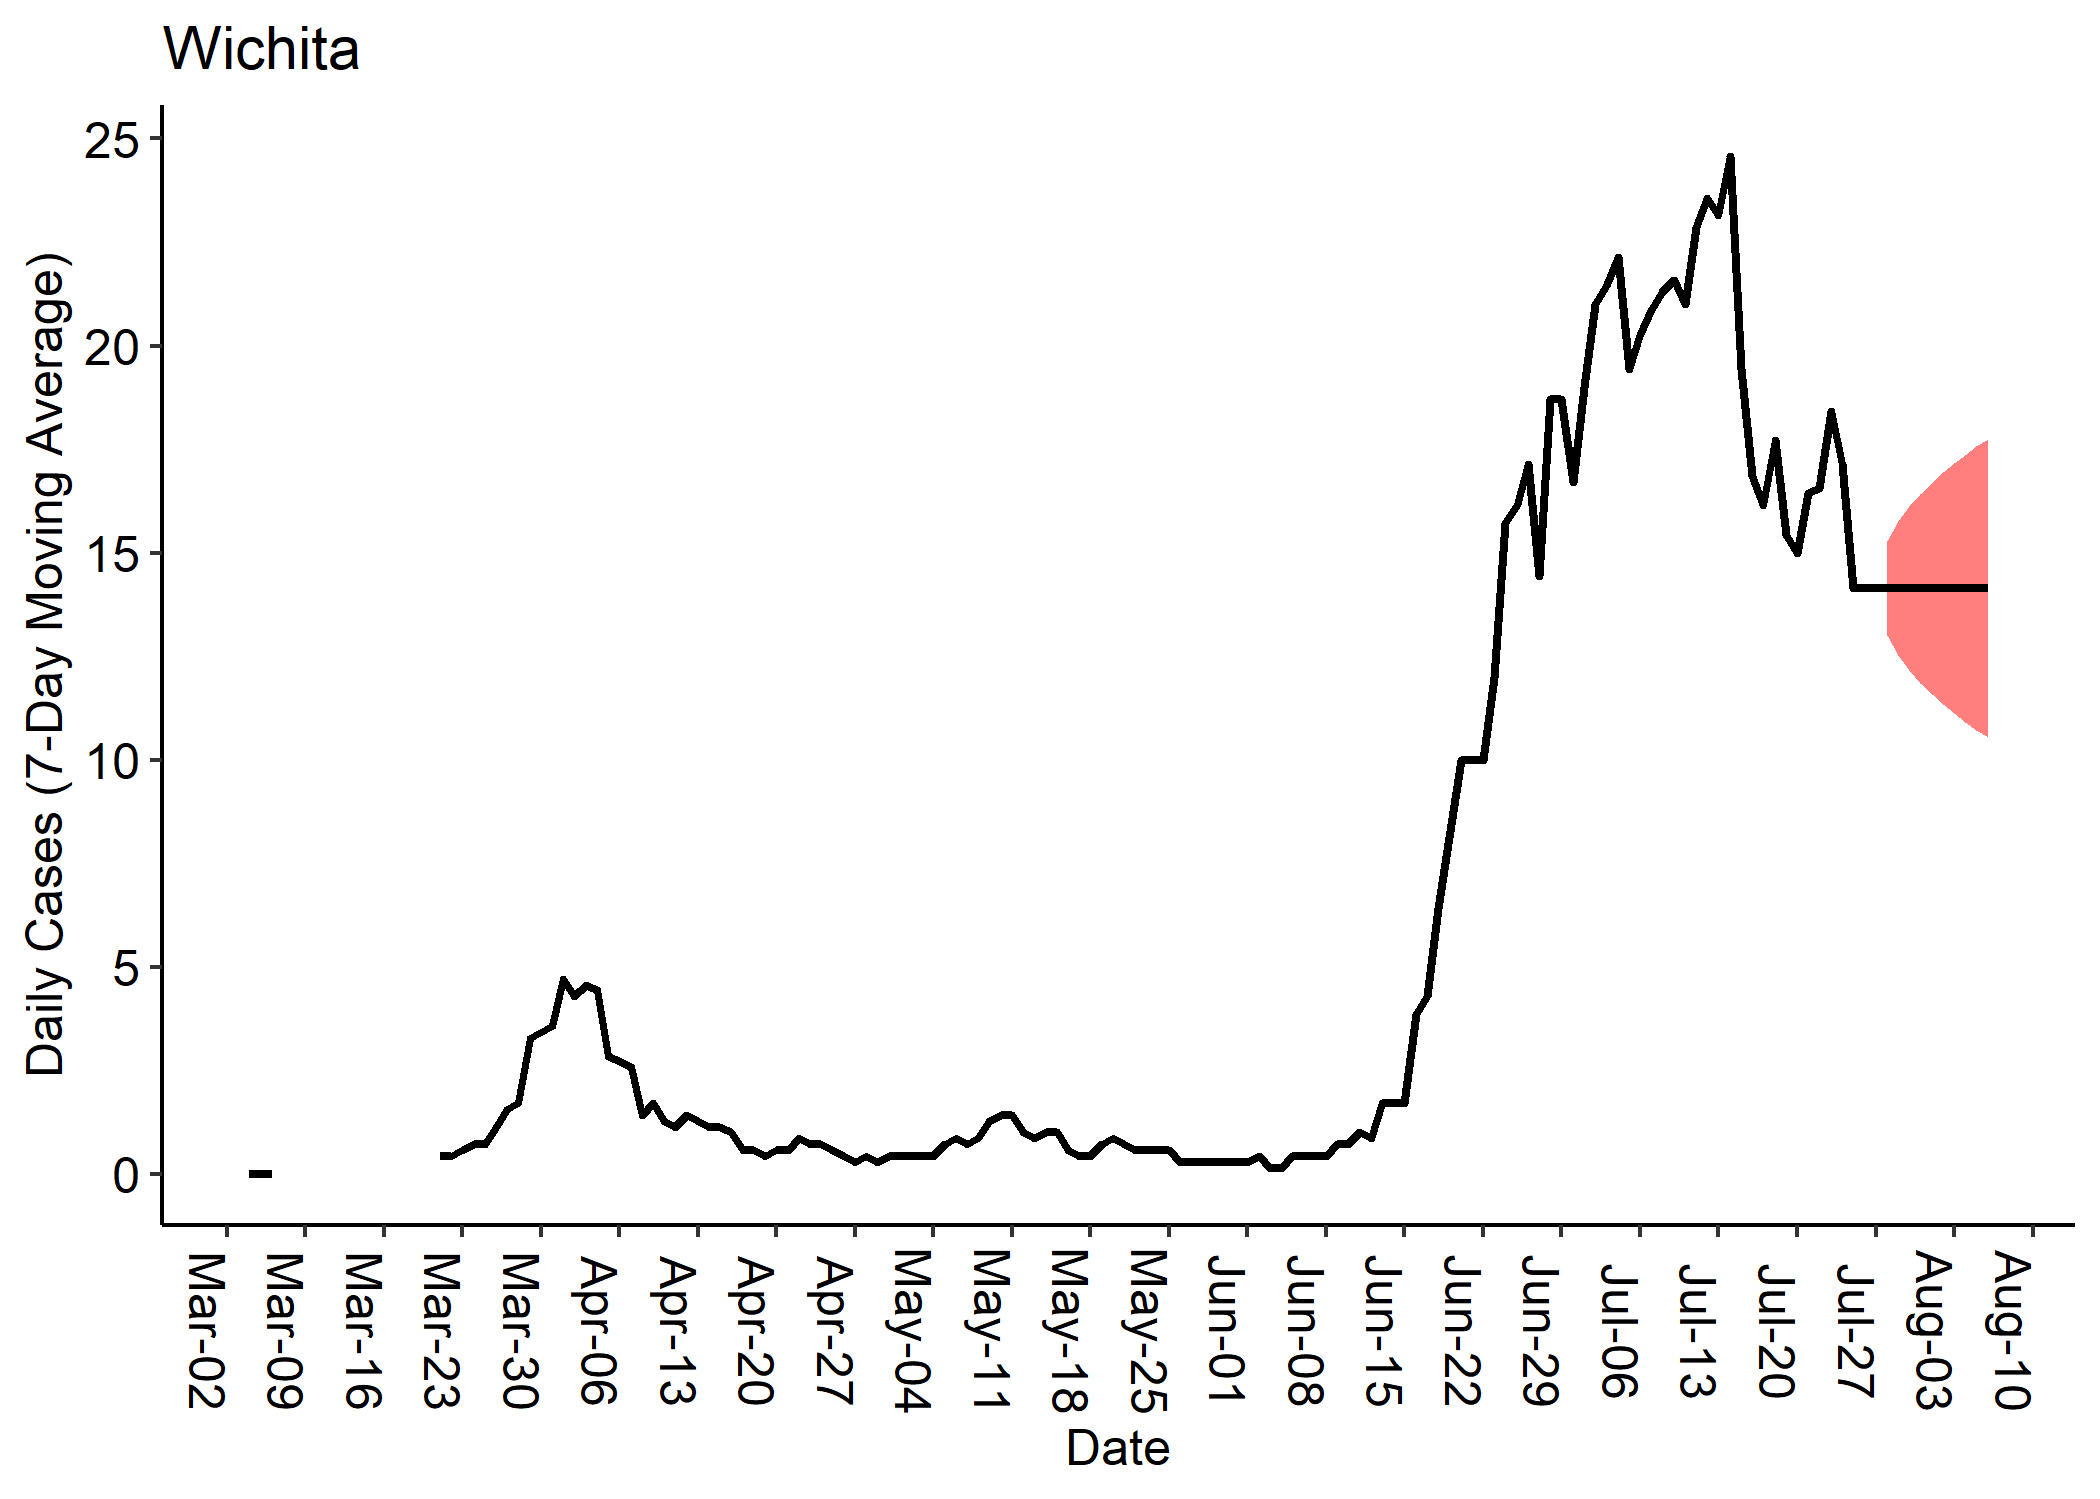 Wichita
Daily Cases (7-Day Moving Average)
25
20
15
10
5
0
Mar-02
Mar-09
Mar-16
Mar-23
Mar-30
Apr-06
Apr-13
Apr-20
Apr-27
May-04
May-11
May-18
May-25
Jun-01
Jun-08
Jun-15
Jun-22
Jun-29
Jul-06
Jul-13
Jul-20
Jul-27
Aug-03
Aug-10
Date